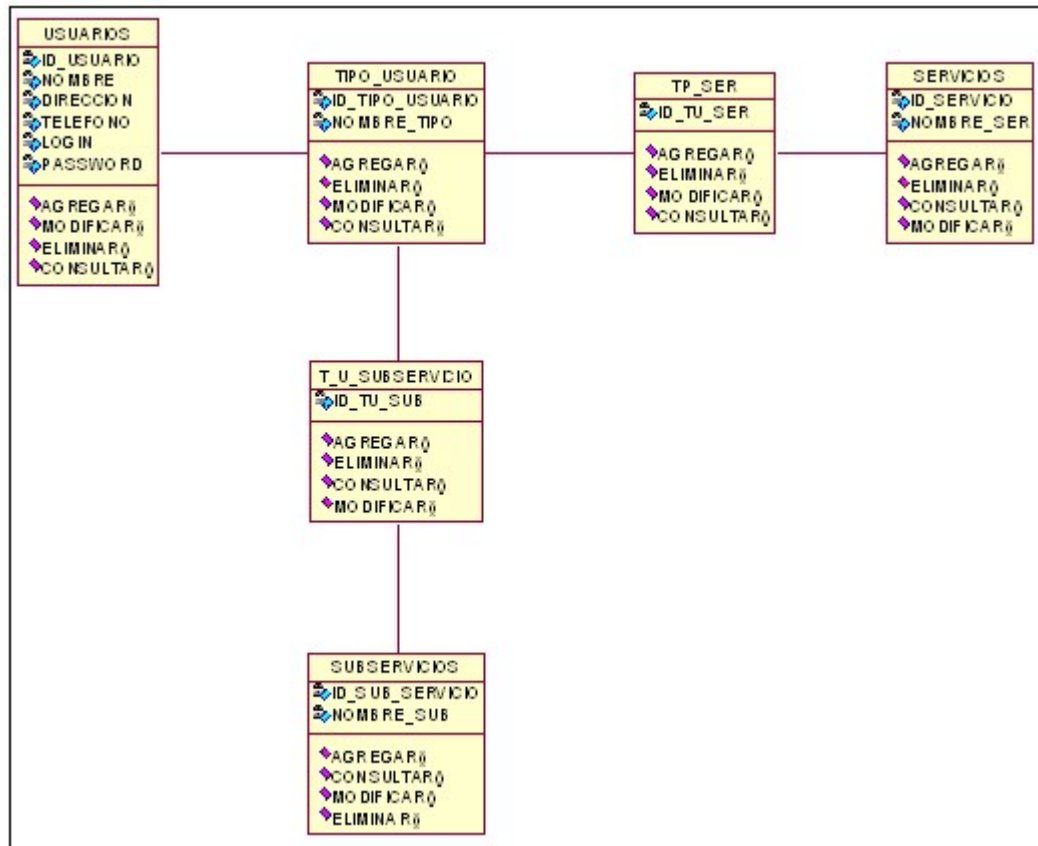 USUARIOS
ID_USUARIO
NOMBRE
DIRECCION
TELEFONO
LOGIN
PASSWORD
AGREGAR()
MODIFICAR()
ELIMINAR()
CONSULTAR()
TIPO_USUARIO
ID_TIPO_USUARIO
NOMBRE_TIPO
AGREGAR()
ELIMINAR()
MODIFICAR()
CONSULTAR()
TP_SER
ID_TU_SER
AGREGAR()
ELIMINAR()
MODIFICAR()
CONSULTAR()
SERVICIOS
ID_SERVICIO
NOMBRE_SER
AGREGAR()
ELIMINAR()
CONSULTAR()
MODIFICAR()
T_U_SUBSERVICIO
ID_TU_SUB
AGREGAR()
ELIMINAR()
CONSULTAR()
MODIFICAR()
SUBSERVICIOS
ID_SUB_SERVICIO
NOMBRE_SUB
AGREGAR()
CONSULTAR()
MODIFICAR()
ELIMINAR()